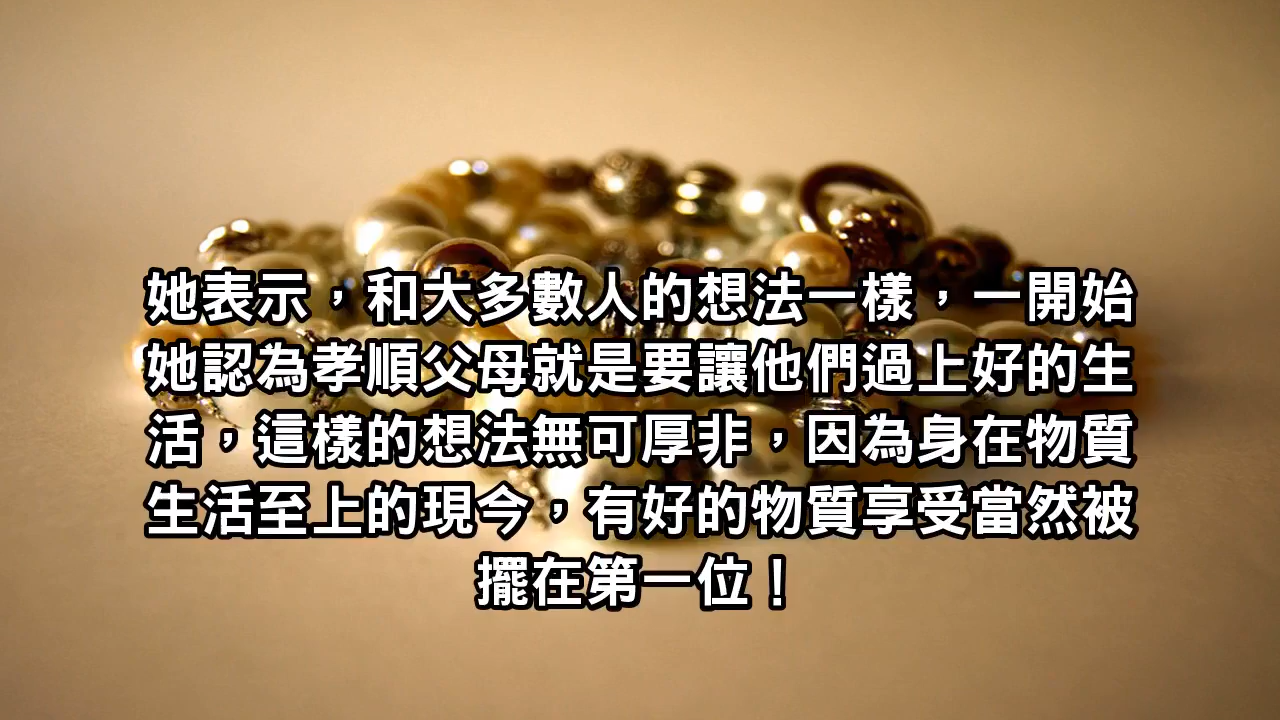 她表示，和大多數人的想法一樣，一開始
她認為孝順父母就是要讓他們過上好的生
活，這樣的想法無可厚非，因為身在物質
生活至上的現今，有好的物質享受當然被
擺在第一位！